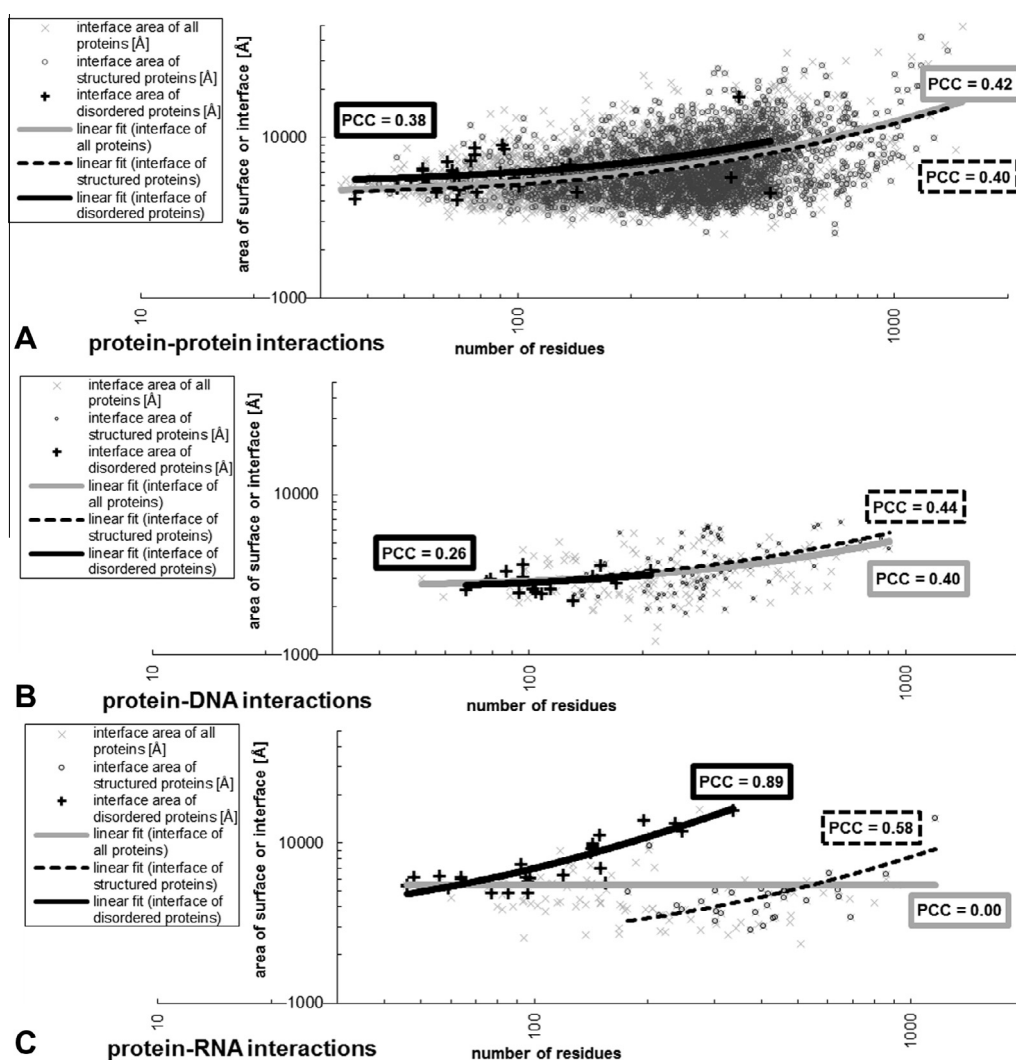 interface area of all
proteins [Å]
interface area of
structured proteins [Å]
interface area of
disordered proteins [Å]
linear fit (interface of
all proteins)
linear fit (interface of
structured proteins)
linear fit (interface of
disordered proteins)
area of surface or interface [Å]
10000
1000
PCC = 0.38
PCC = 0.42
PCC = 0.40
10
100
1000
A
protein-protein interactions
number of residues
interface area of all
proteins [Å]
interface area of
structured proteins [Å]
interface area of
disordered proteins [Å]
linear fit (interface of
all proteins)
linear fit (interface of
structured proteins)
linear fit (interface of
disordered proteins)
area of surface or interface [Å]
10000
1000
PCC = 0.26
PCC = 0.44
PCC = 0.40
10
100
1000
B
protein-DNA interactions
number of residues
interface area of all
proteins [Å]
interface area of
structured proteins [Å]
interface area of
disordered proteins [Å]
linear fit (interface of
all proteins)
linear fit (interface of
structured proteins)
linear fit (interface of
disordered proteins)
area of surface or interface [Å]
10000
1000
PCC = 0.89
PCC = 0.58
PCC = 0.00
10
100
1000
C
protein-RNA interactions
number of residues